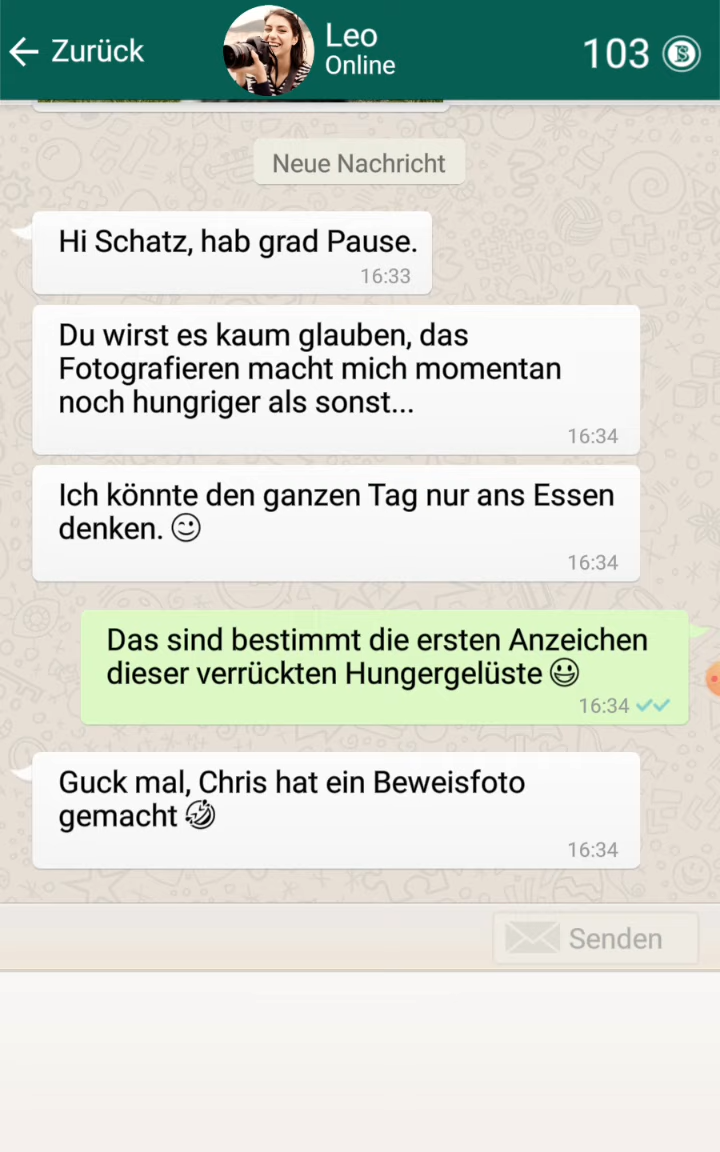 Zurück
Leo
Online
103
Neue Nachricht
Hi Schatz, hab grad Pause.
16:33
Du wirst es kaum glauben, das
Fotografieren macht mich momentan
noch hungriger als sonst...
16:34
Ich könnte den ganzen Tag nur ans Essen
denken. 😉
16:34
Das sind bestimmt die ersten Anzeichen
dieser verrückten Hungergelüste 😃
16:34
Guck mal, Chris hat ein Beweisfoto
gemacht 🤣
16:34
Senden